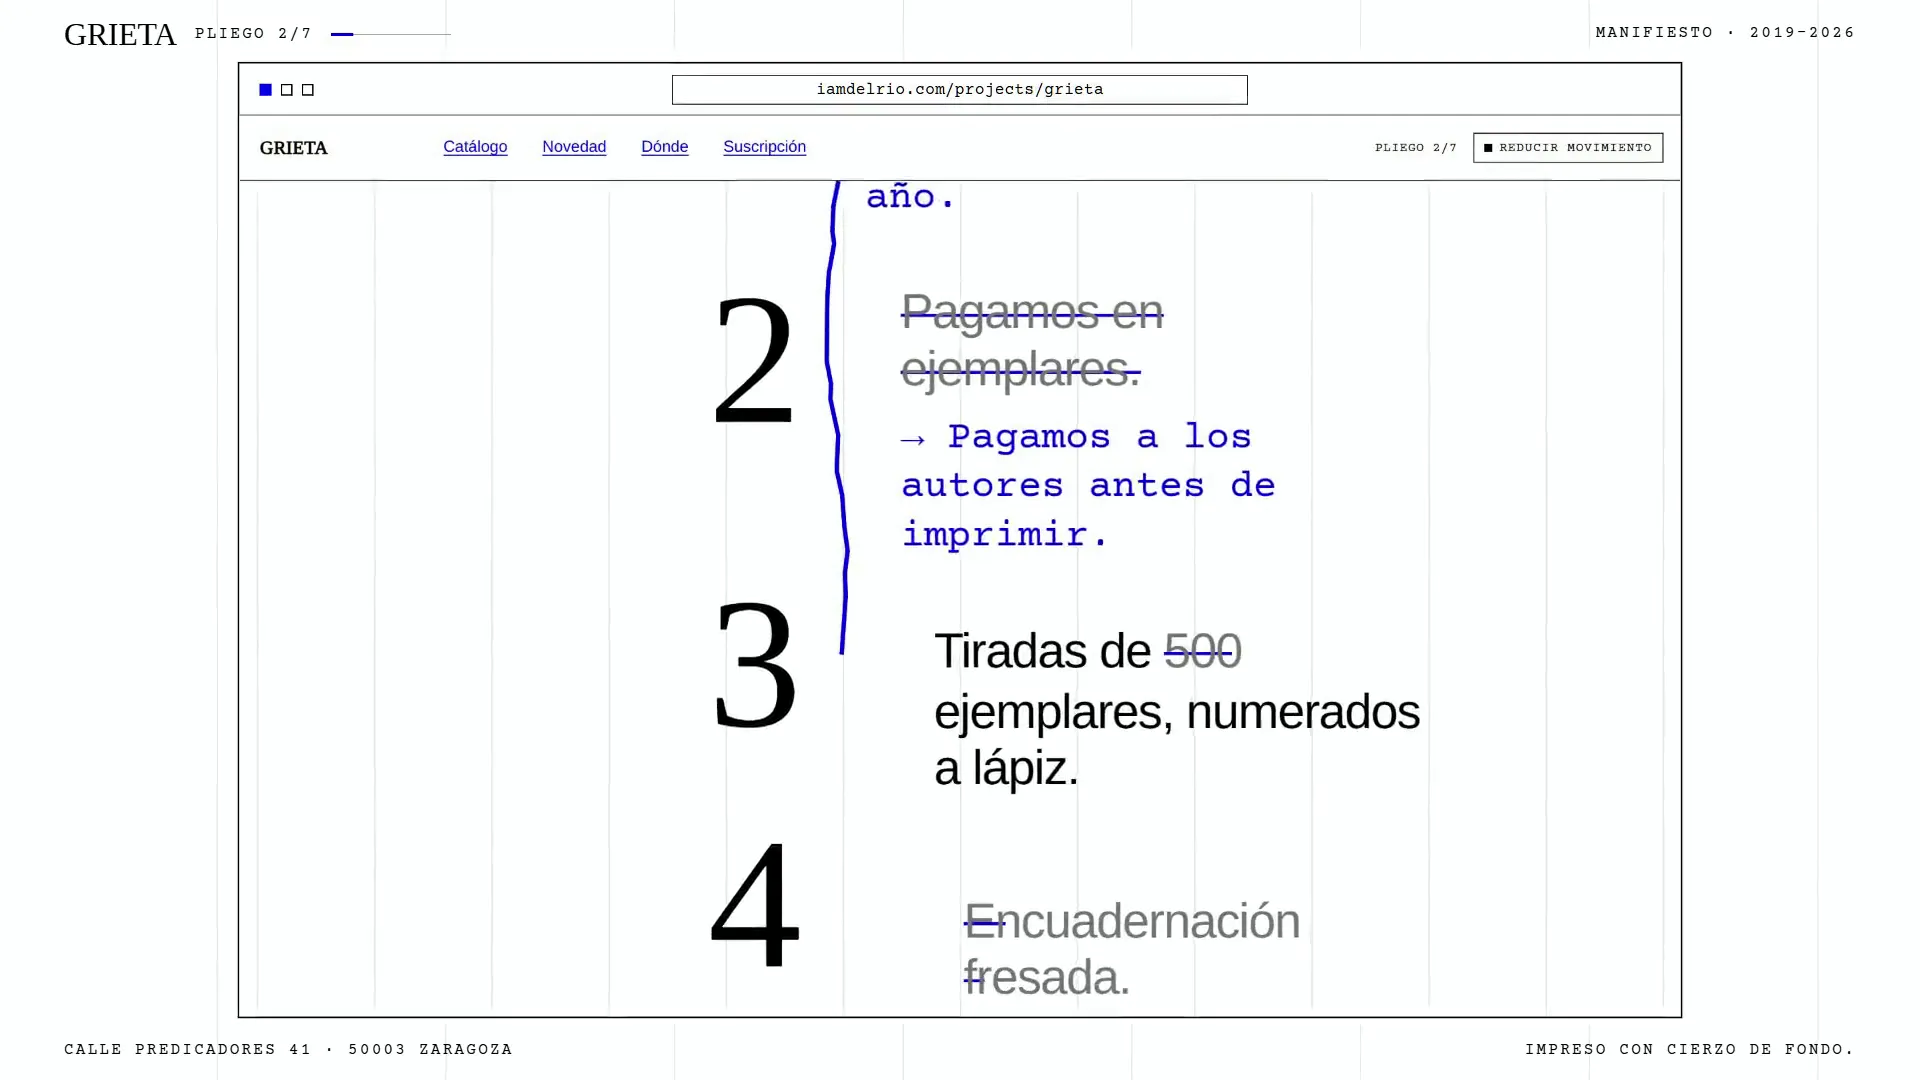 GRIETA PLIEGO 2/7
MANIFIESTO · 2019–2026
iamdelrio.com/projects/grieta
GRIETA
Catálogo Novedad Dónde Suscripción
PLIEGO 2/7
■ REDUCIR MOVIMIENTO
año.
2
Pagamos en
ejemplares.
→ Pagamos a los
autores antes de
imprimir.
3
Tiradas de 500
ejemplares, numerados
a lápiz.
4
Encuadernación
fresada.
CALLE PREDICADORES 41 · 50003 ZARAGOZA
IMPRESO CON CIERZO DE FONDO.